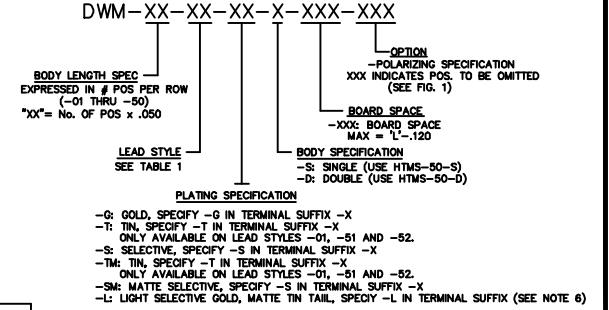 DWM-XX-XX-XX-X-XXX-XXX
OPTION
-POLARIZING SPECIFICATION
XXX INDICATES POS. TO BE OMITTED
(SEE FIG. 1)
BODY LENGTH SPEC
EXPRESSED IN # POS PER ROW
(-01 THRU -50)
"XX"= No. OF POS x .050
BOARD SPACE
-XXX: BOARD SPACE
MAX = 'L'-.120
LEAD STYLE
SEE TABLE 1
BODY SPECIFICATION
-S: SINGLE (USE HTMS-50-S)
-D: DOUBLE (USE HTMS-50-D)
PLATING SPECIFICATION
-G: GOLD, SPECIFY -G IN TERMINAL SUFFIX -X
-T: TIN, SPECIFY -T IN TERMINAL SUFFIX -X
ONLY AVAILABLE ON LEAD STYLES -01, -51 AND -52.
-S: SELECTIVE, SPECIFY -S IN TERMINAL SUFFIX -X
-TM: TIN, SPECIFY -T IN TERMINAL SUFFIX -X
ONLY AVAILABLE ON LEAD STYLES -01, -51 AND -52.
-SM: MATTE SELECTIVE, SPECIFY -S IN TERMINAL SUFFIX -X
-L: LIGHT SELECTIVE GOLD, MATTE TIN TAIIL, SPECIY -L IN TERMINAL SUFFIX (SEE NOTE 6)